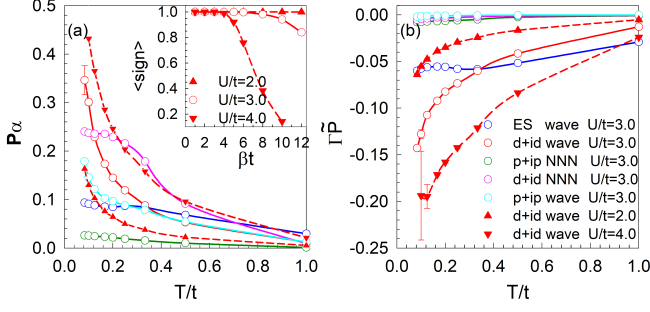 (a)
0.5
0.4
0.3
0.2
0.1
0.0
Pα
0.0 0.2 0.4 0.6 0.8 1.0
T/t
<sign>
1.0
0.8
0.6
0.4
0.2
0 2 4 6 8 10 12
βt
U/t=2.0
U/t=3.0
U/t=4.0
(b)
0.00
-0.05
-0.10
-0.15
-0.20
-0.25
ΓP̃
0.0 0.2 0.4 0.6 0.8 1.0
T/t
ES wave U/t=3.0
d+id wave U/t=3.0
p+ip NNN U/t=3.0
d+id NNN U/t=3.0
p+ip wave U/t=3.0
d+id wave U/t=2.0
d+id wave U/t=4.0